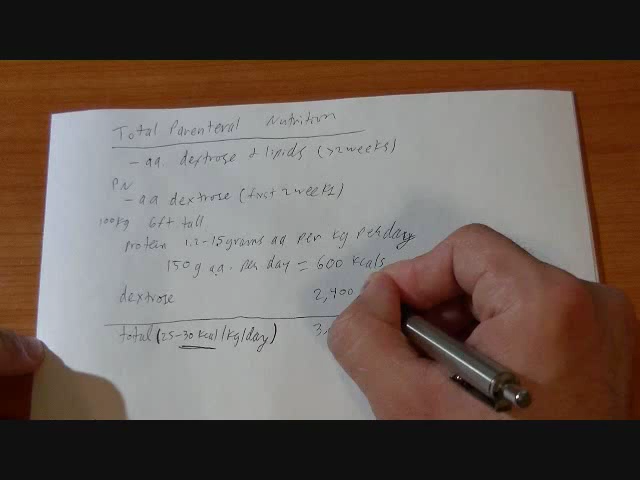 Total Parenteral Nutrition
- aa dextrose + lipids (>2weeks)
PN
- aa dextrose (first 2 weeks)
100kg 6ft tall
protein 1.2-1.5 grams aa per kg per day
150 g aa. per day = 600 kcals
dextrose 2,400
total (25-30 kcal/kg/day) 3,